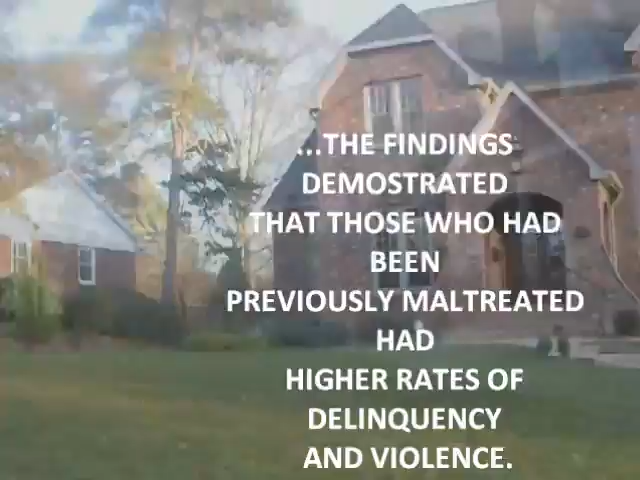 ...THE FINDINGS
DEMOSTRATED
THAT THOSE WHO HAD
BEEN
PREVIOUSLY MALTREATED
HAD
HIGHER RATES OF
DELINQUENCY
AND VIOLENCE.